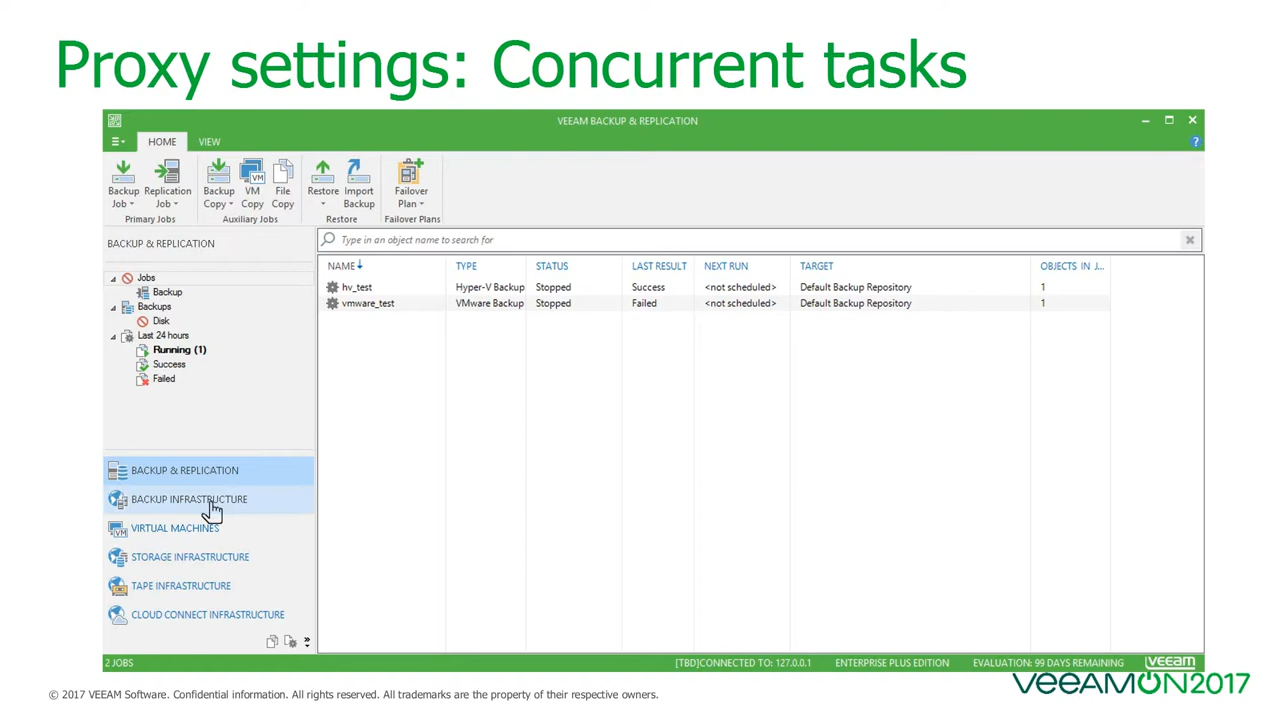 Proxy settings: Concurrent tasks
VEEAM BACKUP & REPLICATION
HOME VIEW
Backup Job Replication Job Backup Copy VM Copy File Copy Restore Import Backup Failover Plan
Primary Jobs Auxiliary Jobs Restore Failover Plans
BACKUP & REPLICATION
Type in an object name to search for
Jobs
Backup
Backups
Disk
Last 24 hours
Running (1)
Success
Failed
NAME TYPE STATUS LAST RESULT NEXT RUN TARGET OBJECTS IN J...
hv_test Hyper-V Backup Stopped Success <not scheduled> Default Backup Repository 1
vmware_test VMware Backup Stopped Failed <not scheduled> Default Backup Repository 1
BACKUP & REPLICATION
BACKUP INFRASTRUCTURE
VIRTUAL MACHINES
STORAGE INFRASTRUCTURE
TAPE INFRASTRUCTURE
CLOUD CONNECT INFRASTRUCTURE
2 JOBS [TBD]CONNECTED TO: 127.0.0.1 ENTERPRISE PLUS EDITION EVALUATION: 99 DAYS REMAINING veeam
© 2017 VEEAM Software. Confidential information. All rights reserved. All trademarks are the property of their respective owners.
VEEAMON2017